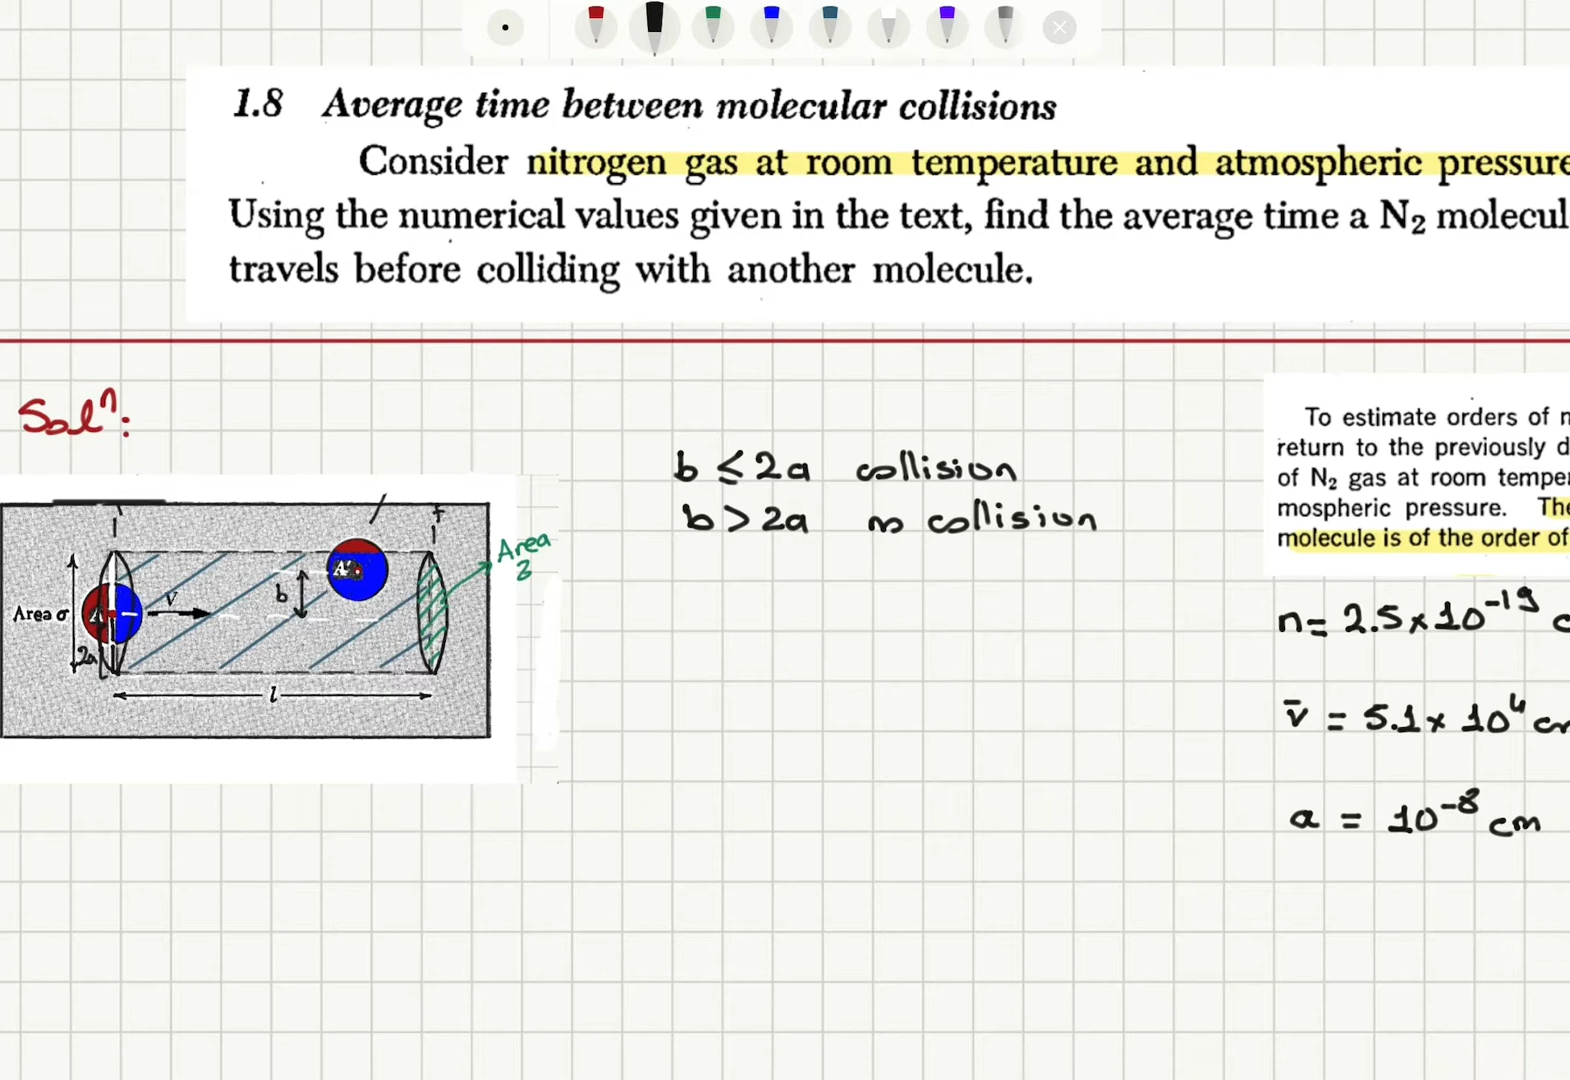 1.8 Average time between molecular collisions
Consider nitrogen gas at room temperature and atmospheric pressure
Using the numerical values given in the text, find the average time a N₂ molecul
travels before colliding with another molecule.
Solⁿ:
b ≤ 2a collision
b > 2a no collision
Area σ
2a
V
b
l
Area
To estimate orders of
return to the previously d
of N₂ gas at room temper
mospheric pressure. The
molecule is of the order of
n = 2.5 × 10⁻¹⁹ c
v̄ = 5.1 × 10⁴ cm
a = 10⁻⁸ cm